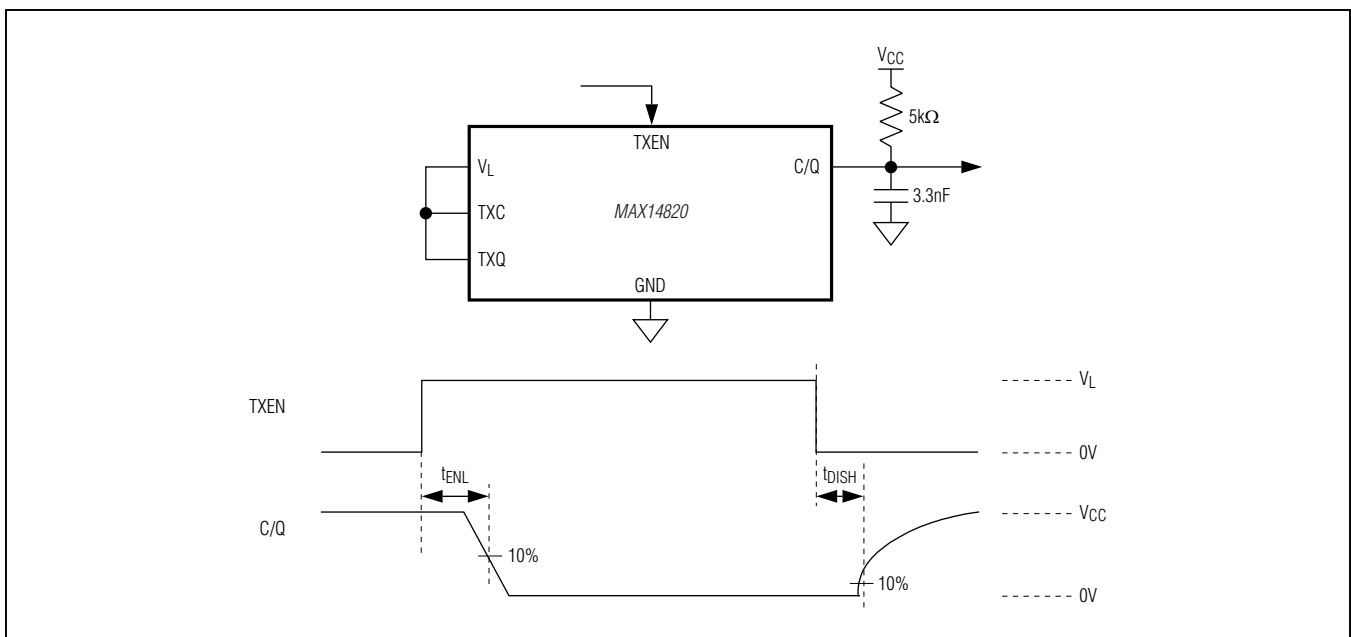 VCC
5kΩ
TXEN
VL
C/Q
TXC
MAX14820
3.3nF
TXQ
GND
VL
TXEN
0V
tENL
tDISH
VCC
C/Q
10%
10%
0V